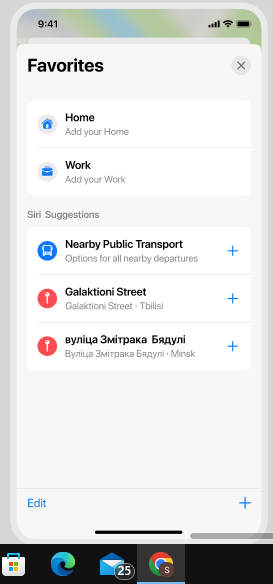 9:41
Favorites
Home
Add your Home
Work
Add your Work
Siri Suggestions
Nearby Public Transport
Options for all nearby departures
Galaktioni Street
Galaktioni Street · Tbilisi
вуліца Змітрака Бядулі
Вуліца Змітрака Бядулі · Minsk
Edit
25
S